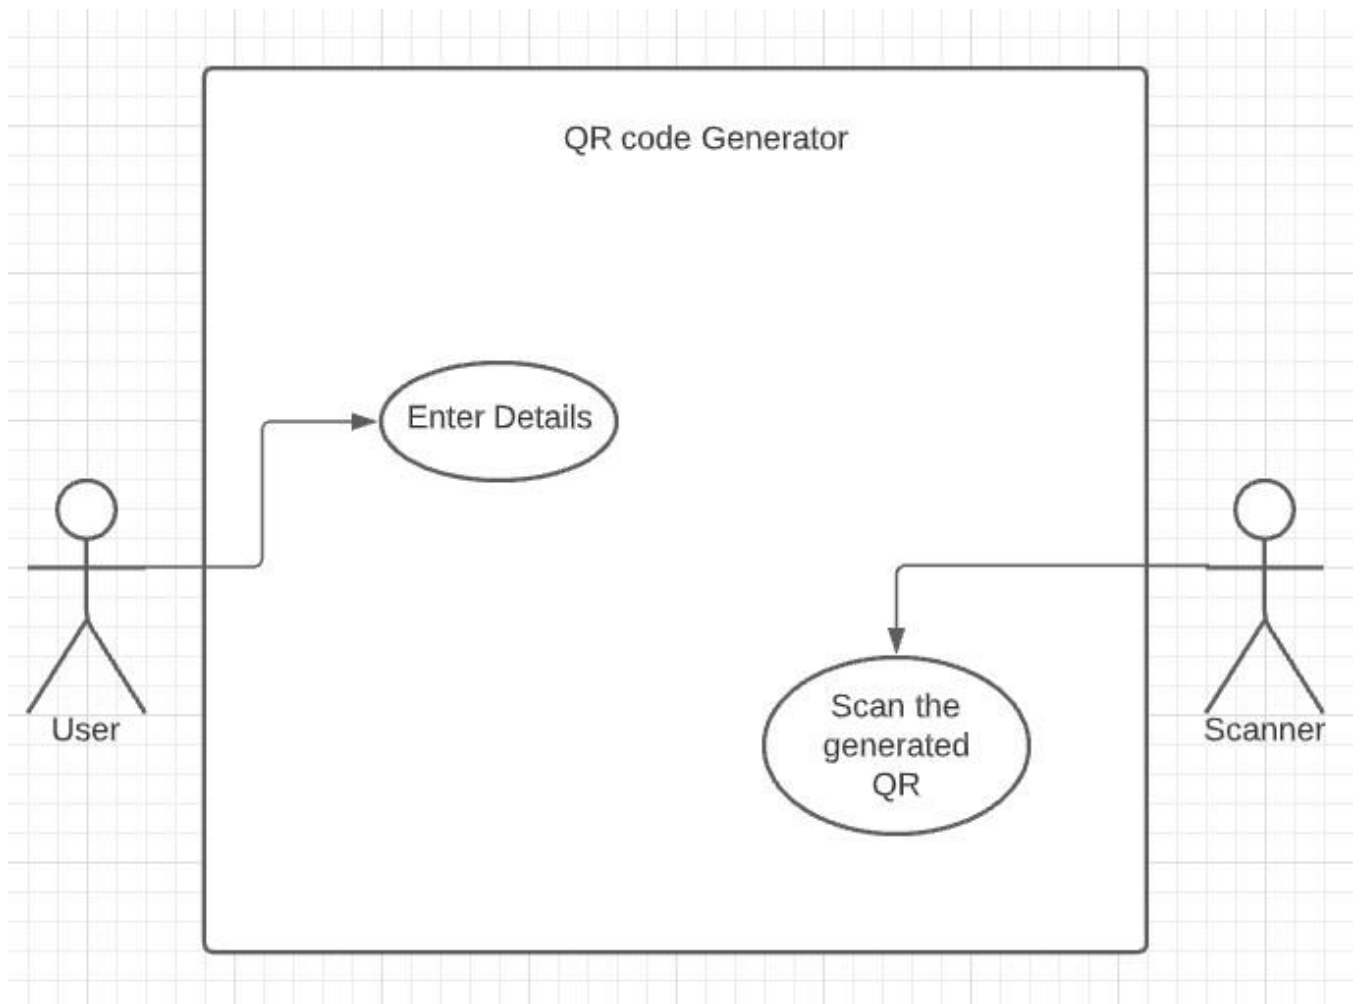 QR code Generator
Enter Details
Scan the
generated
QR
User
Scanner